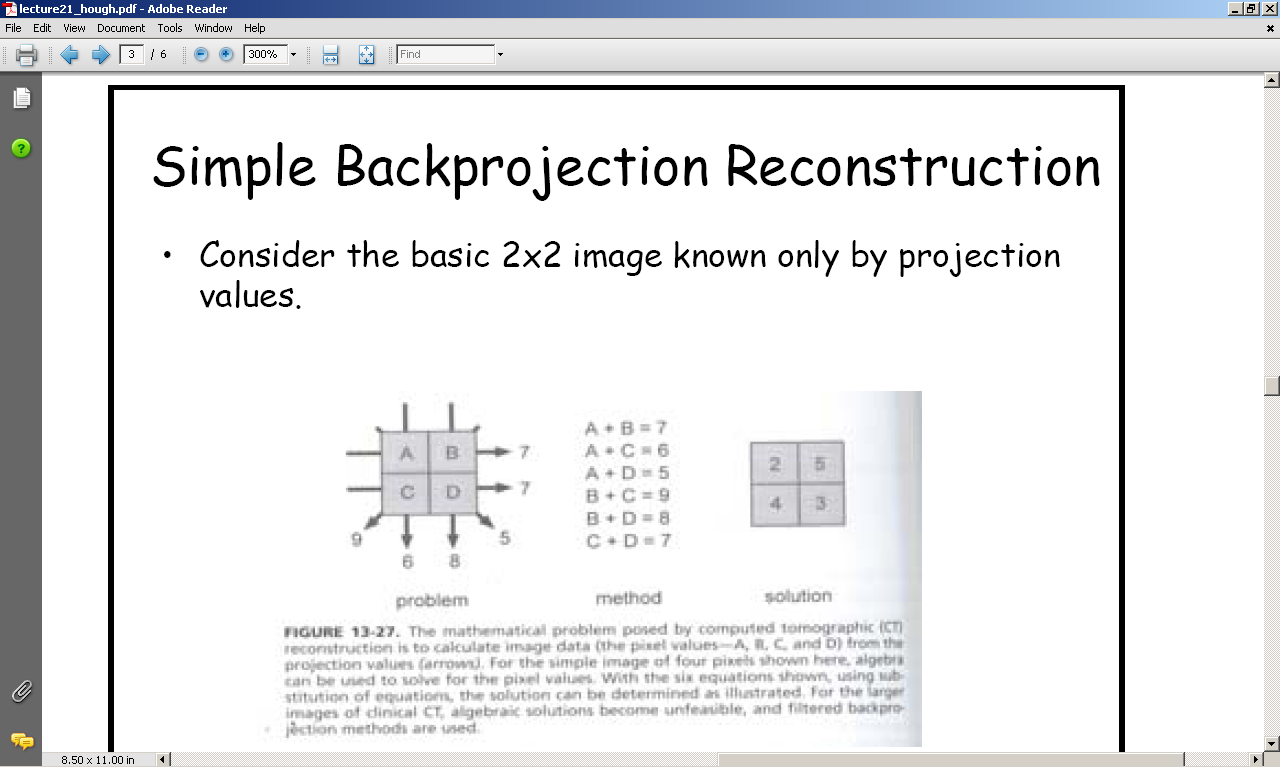 lecture21_hough.pdf - Adobe Reader
File Edit View Document Tools Window Help
3 / 6 300% Find
Simple Backprojection Reconstruction
• Consider the basic 2x2 image known only by projection
values.
A B 7
C D 7
9 6 8 5
problem
A + B = 7
A + C = 6
A + D = 5
B + C = 9
B + D = 8
C + D = 7
method
2 5
4 3
solution
FIGURE 13-27. The mathematical problem posed by computed tomographic (CT)
reconstruction is to calculate image data (the pixel values—A, B, C, and D) from the
projection values (arrows). For the simple image of four pixels shown here, algebra
can be used to solve for the pixel values. With the six equations shown, using sub-
stitution of equations, the solution can be determined as illustrated. For the larger
images of clinical CT, algebraic solutions become unfeasible, and filtered backpro-
jection methods are used.
8.50 x 11.00 in